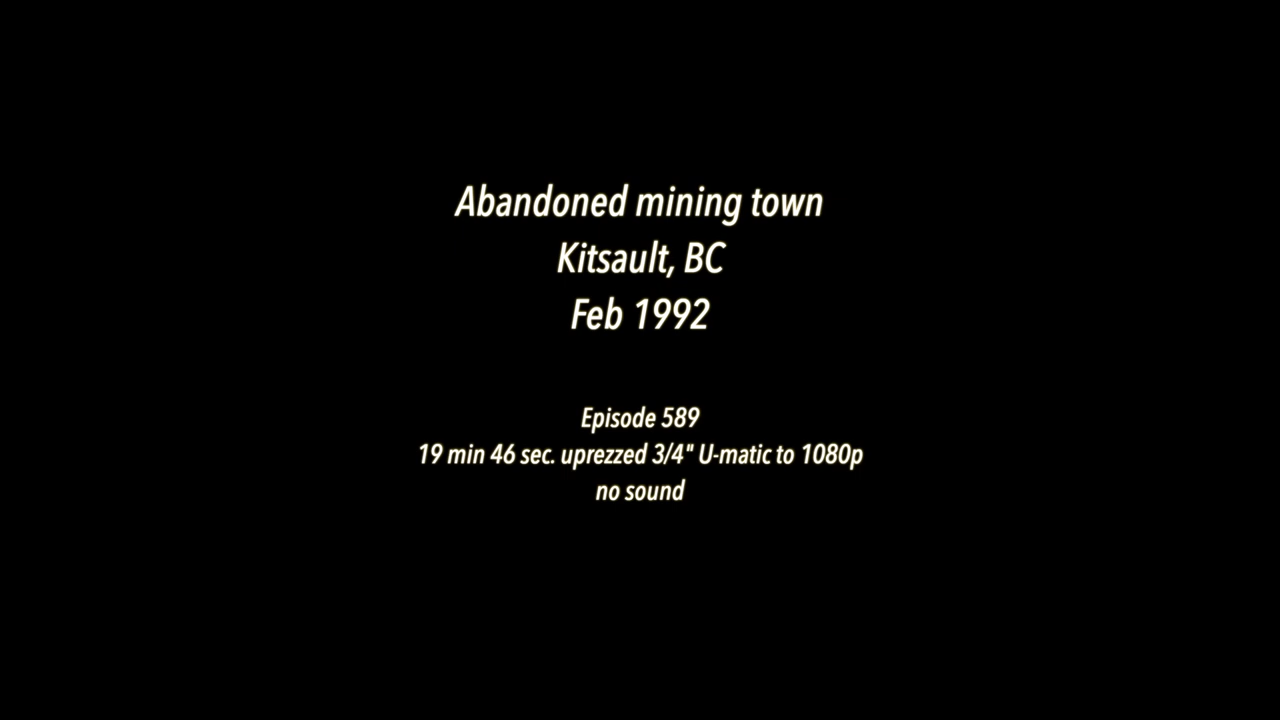 Abandoned mining town
Kitsault, BC
Feb 1992
Episode 589
19 min 46 sec. uprezzed 3/4" U-matic to 1080p
no sound